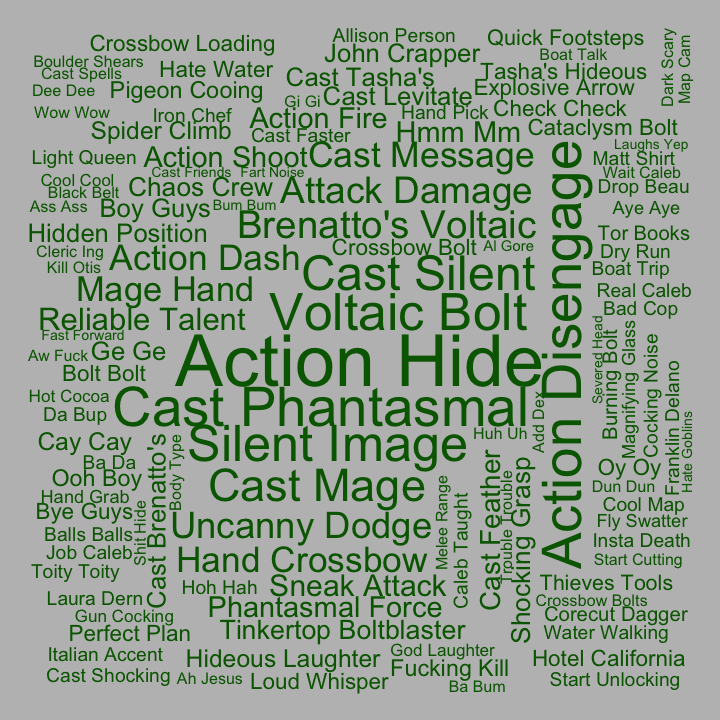 Allison Person
Quick Footsteps
Crossbow Loading
John Crapper
Boat Talk
Dark Scary
Map Cam
Boulder Shears
Hate Water
Cast Tasha's
Tasha's Hideous
Cast Spells
Dee Dee
Pigeon Cooing
Gi Gi
Cast Levitate
Explosive Arrow
Wow Wow
Iron Chef
Action Fire
Hand Pick
Check Check
Spider Climb
Cast Faster
Hmm Mm
Cataclysm Bolt
Laughs Yep
Light Queen
Action Shoot
Cast Message
Matt Shirt
Cast Friends
Fart Noise
Wait Caleb
Cool Cool
Black Belt
Chaos Crew
Attack Damage
Drop Beau
Ass Ass
Boy Guys
Bum Bum
Aye Aye
Hidden Position
Brenatto's Voltaic
Tor Books
Cleric Ing
Crossbow Bolt
Al Gore
Dry Run
Kill Otis
Action Dash
Cast Silent
Boat Trip
Mage Hand
Real Caleb
Reliable Talent
Voltaic Bolt
Bad Cop
Fast Forward
Action Disengage
Severed Head
Burning Bolt
Magnifying Glass
Cocking Noise
Aw Fuck
Ge Ge
Action Hide
Bolt Bolt
Hot Cocoa
Cast Phantasmal
Add Dex
Franklin Delano
Hate Goblins
Da Bup
Cay Cay
Silent Image
Huh Uh
Ba Da
Body Type
Oy Oy
Ooh Boy
Cast Mage
Dun Dun
Hand Grab
Cool Map
Bye Guys
Shit Hide
Cast Brenatto's
Uncanny Dodge
Melee Range
Caleb Taught
Cast Feather
Trouble Trouble
Shocking Grasp
Fly Swatter
Balls Balls
Insta Death
Job Caleb
Hand Crossbow
Start Cutting
Toity Toity
Hoh Hah
Sneak Attack
Thieves Tools
Laura Dern
Phantasmal Force
Crossbow Bolts
Gun Cocking
Corecut Dagger
Perfect Plan
Tinkertop Boltblaster
Water Walking
Italian Accent
Hideous Laughter
God Laughter
Hotel California
Cast Shocking
Ah Jesus
Loud Whisper
Fucking Kill
Ba Bum
Start Unlocking